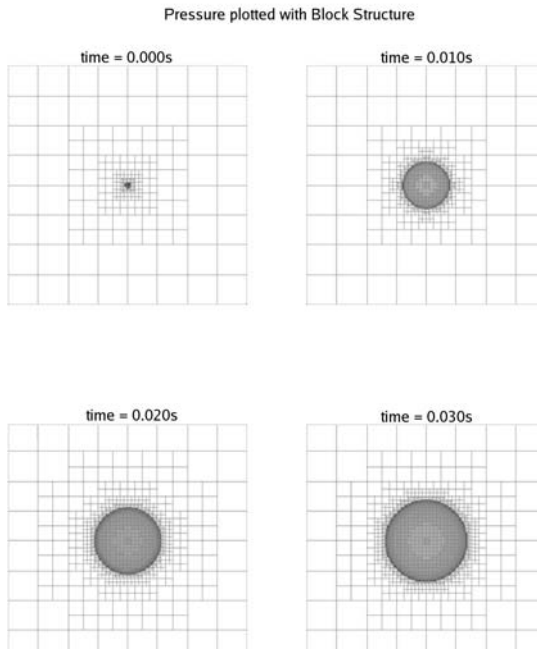 Pressure plotted with Block Structure
time = 0.000s
time = 0.010s
time = 0.020s
time = 0.030s